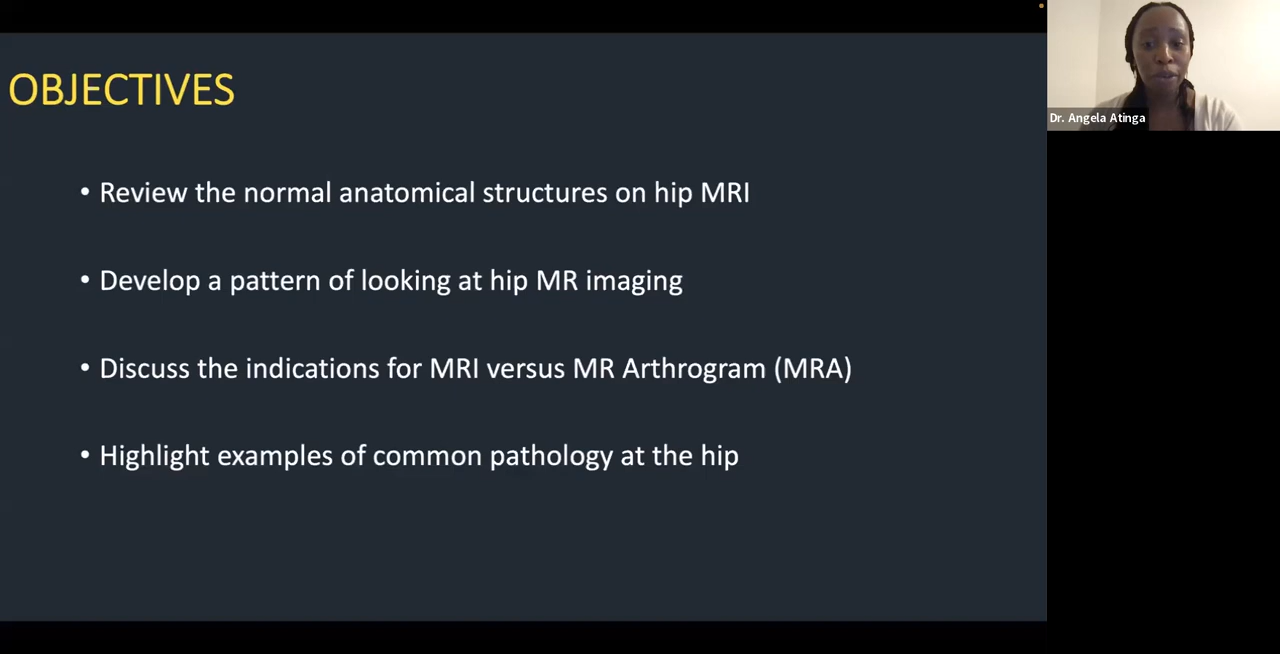 OBJECTIVES
• Review the normal anatomical structures on hip MRI
• Develop a pattern of looking at hip MR imaging
• Discuss the indications for MRI versus MR Arthrogram (MRA)
• Highlight examples of common pathology at the hip
Dr. Angela Atinga